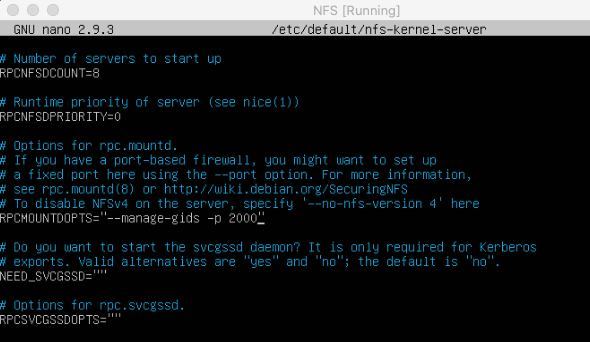 NFS [Running]
GNU nano 2.9.3 /etc/default/nfs-kernel-server
# Number of servers to start up
RPCNFSDCOUNT=8
# Runtime priority of server (see nice(1))
RPCNFSDPRIORITY=0
# Options for rpc.mountd.
# If you have a port-based firewall, you might want to set up
# a fixed port here using the --port option. For more information,
# see rpc.mountd(8) or http://wiki.debian.org/SecuringNFS
# To disable NFSv4 on the server, specify '--no-nfs-version 4' here
RPCMOUNTDOPTS="--manage-gids -p 2000"
# Do you want to start the svcgssd daemon? It is only required for Kerberos
# exports. Valid alternatives are "yes" and "no"; the default is "no".
NEED_SVCGSSD=""
# Options for rpc.svcgssd.
RPCSVCGSSDOPTS=""